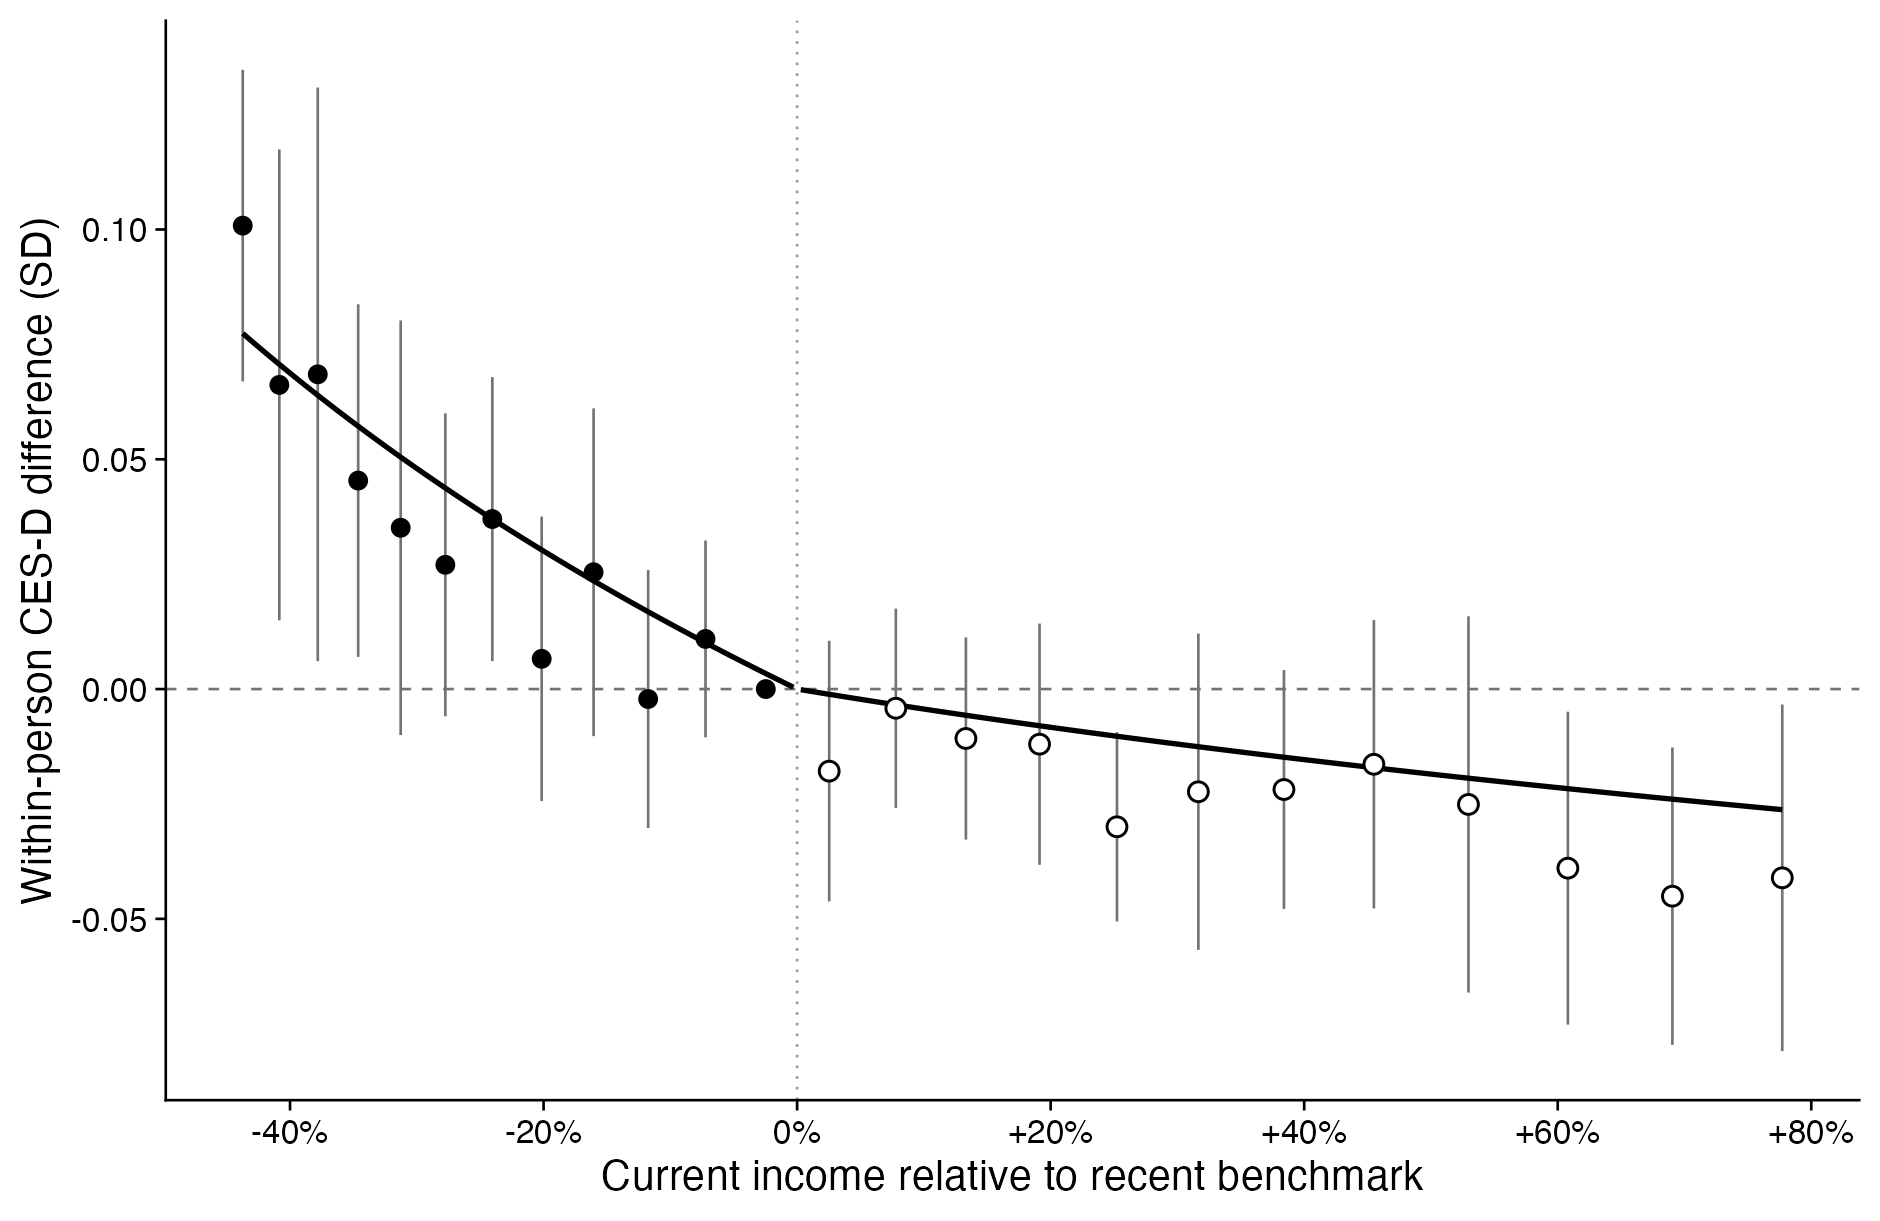 Within-person CES-D difference (SD)
0.10
0.05
0.00
-0.05
-40% -20% 0% +20% +40% +60% +80%
Current income relative to recent benchmark